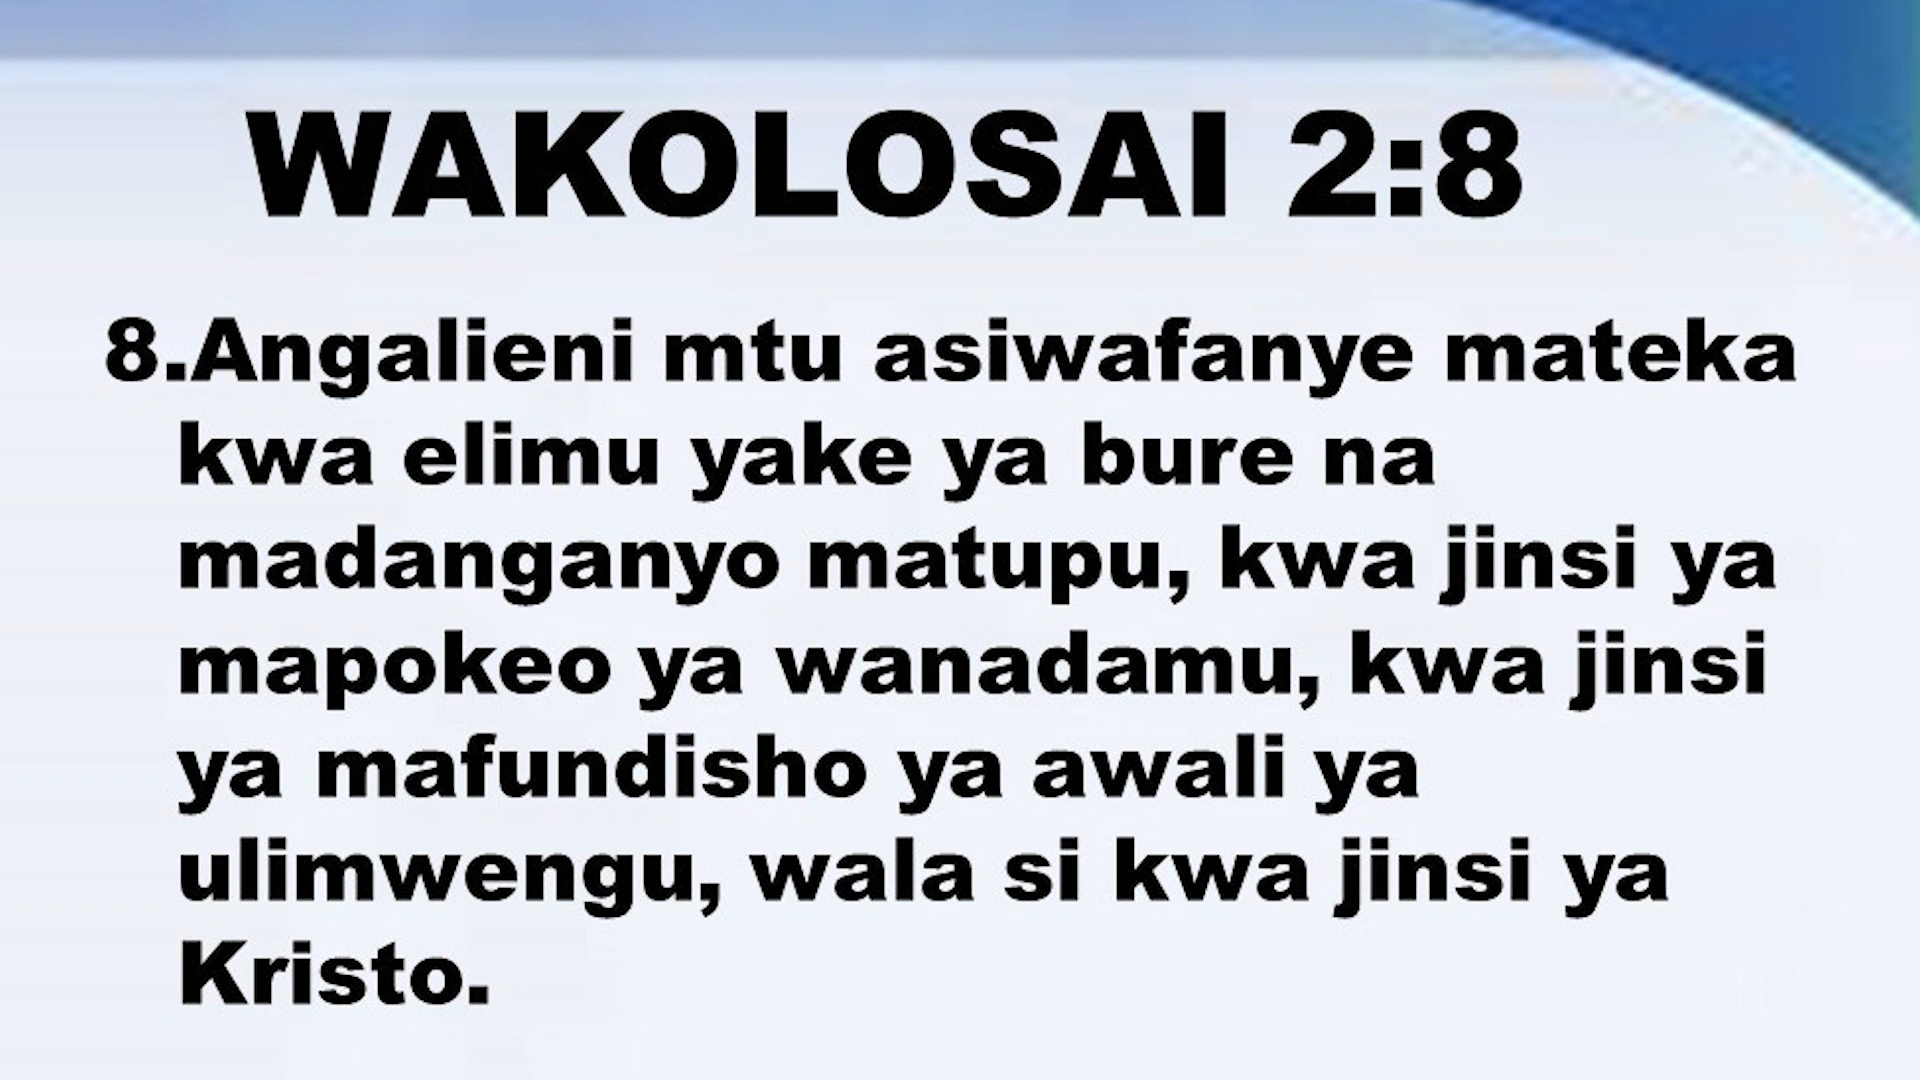 WAKOLOSAI 2:8
8.Angalieni mtu asiwafanye mateka
kwa elimu yake ya bure na
madanganyo matupu, kwa jinsi ya
mapokeo ya wanadamu, kwa jinsi
ya mafundisho ya awali ya
ulimwengu, wala si kwa jinsi ya
Kristo.